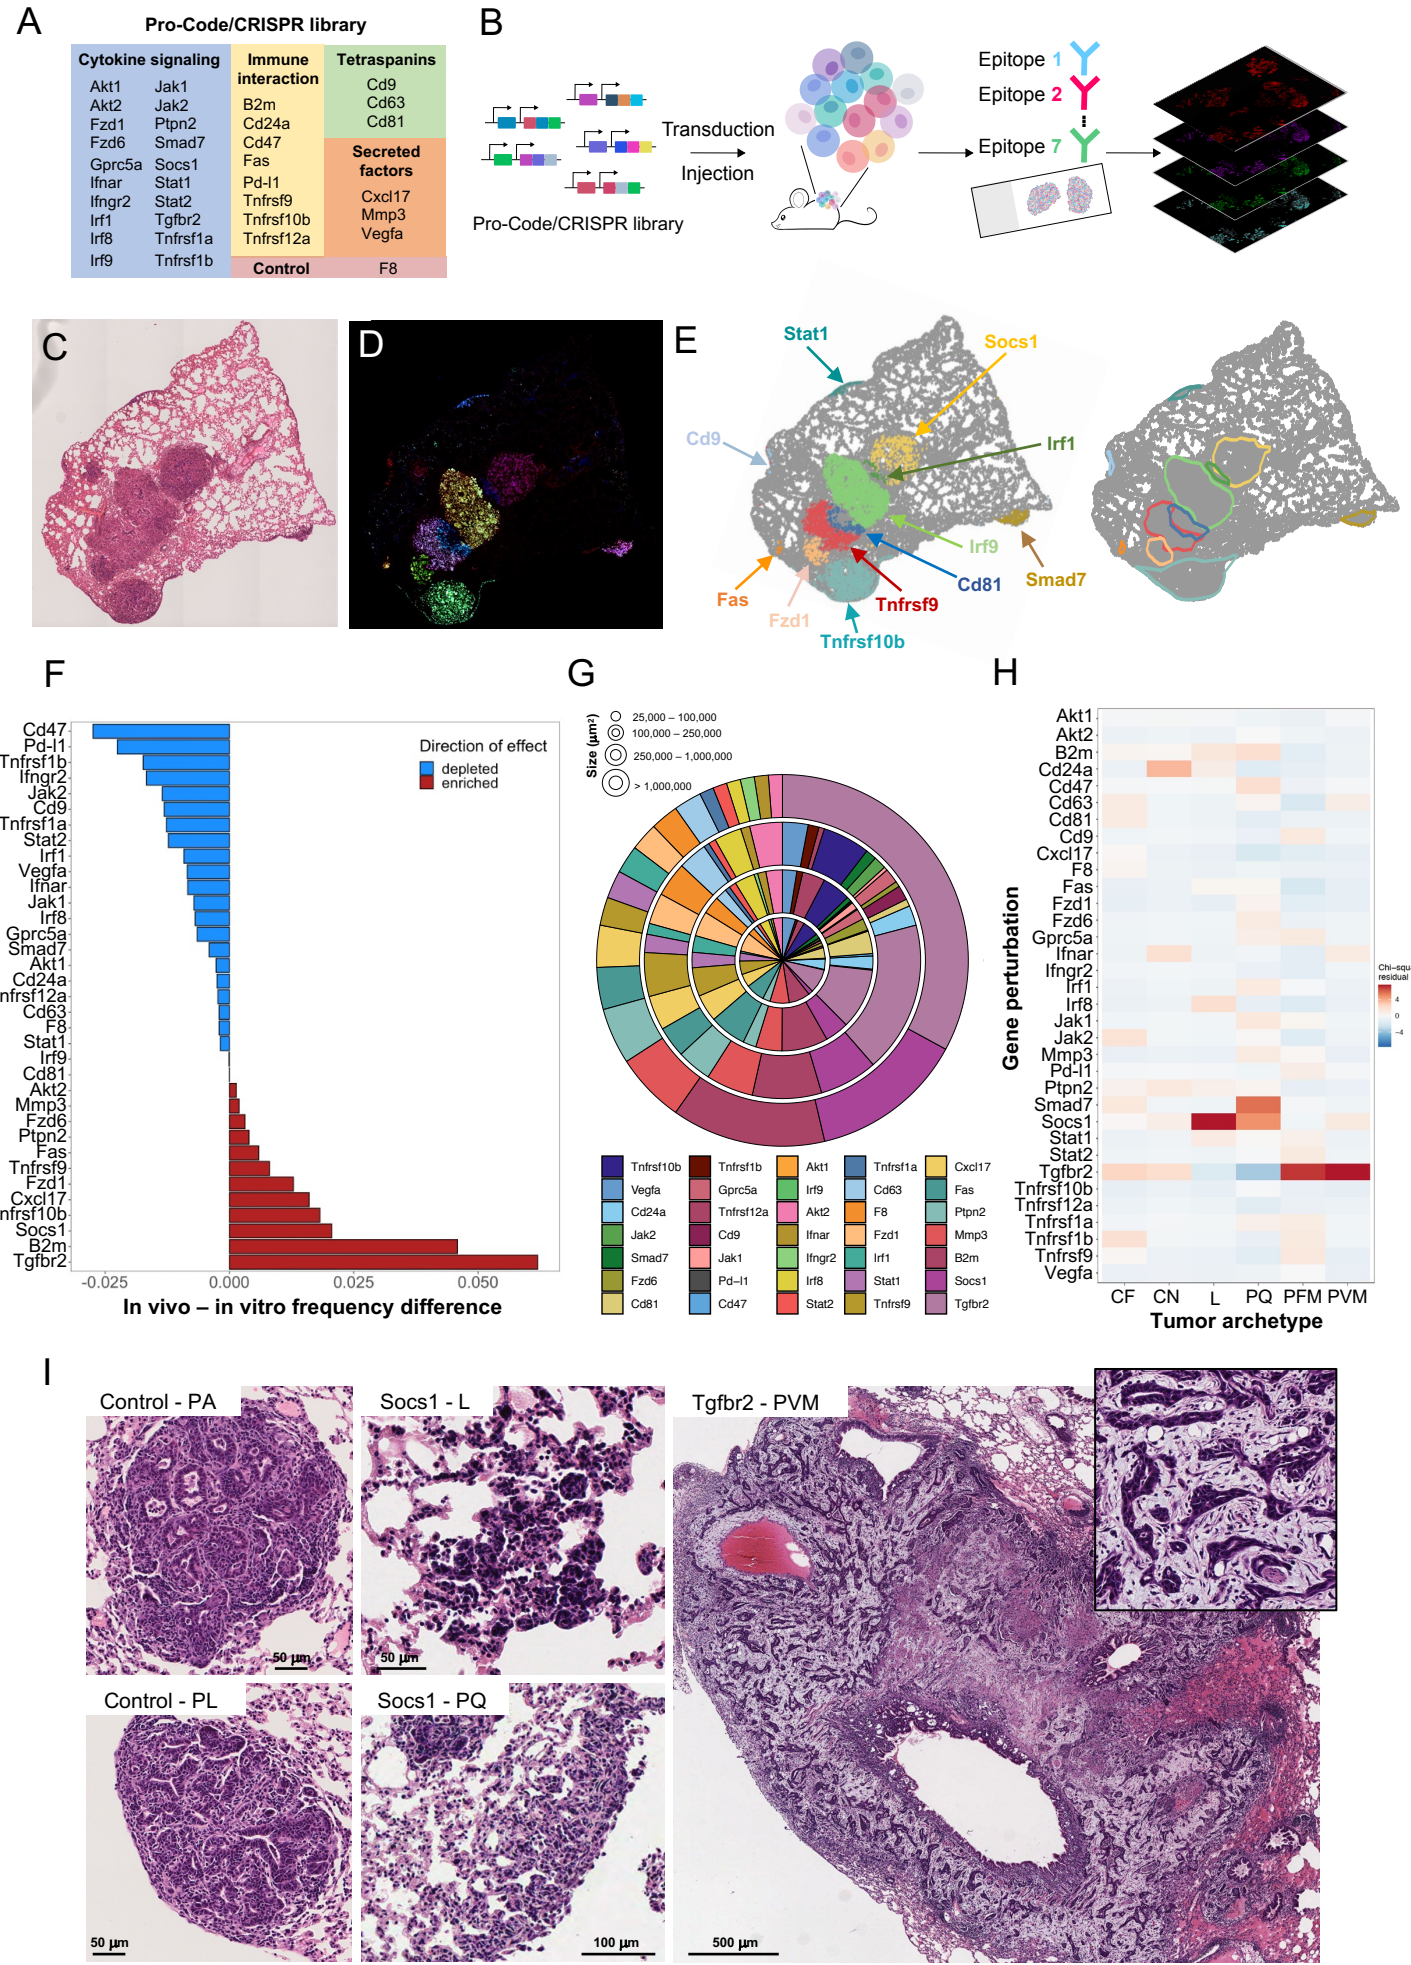 A
Pro-Code/CRISPR library
Cytokine signaling
Akt1 Jak1
Akt2 Jak2
Fzd1 Ptpn2
Fzd6 Smad7
Gprc5a Socs1
Ifnar Stat1
Ifngr2 Stat2
Irf1 Tgfbr2
Irf8 Tnfrsf1a
Irf9 Tnfrsf1b
Immune
interaction
B2m
Cd24a
Cd47
Fas
Pd-l1
Tnfrsf9
Tnfrsf10b
Tnfrsf12a
Tetraspanins
Cd9
Cd63
Cd81
Secreted
factors
Cxcl17
Mmp3
Vegfa
Control F8
B
Pro-Code/CRISPR library
Transduction
Injection
Epitope 1
Epitope 2
Epitope 7
C
D
E
Stat1
Socs1
Cd9
Irf1
Irf9
Cd81
Smad7
Fas
Fzd1
Tnfrsf9
Tnfrsf10b
F
Cd47
Pd-l1
Tnfrsf1b
Ifngr2
Jak2
Cd9
Tnfrsf1a
Stat2
Irf1
Vegfa
Ifnar
Jak1
Irf8
Gprc5a
Smad7
Akt1
Cd24a
nfrsf12a
Cd63
F8
Stat1
Irf9
Cd81
Akt2
Mmp3
Fzd6
Ptpn2
Fas
Tnfrsf9
Fzd1
Cxcl17
nfrsf10b
Socs1
B2m
Tgfbr2
Direction of effect
depleted
enriched
-0.025 0.000 0.025 0.050
In vivo – in vitro frequency difference
G
Size (µm²)
25,000 – 100,000
100,000 – 250,000
250,000 – 1,000,000
> 1,000,000
Tnfrsf10b Tnfrsf1b Akt1 Tnfrsf1a Cxcl17
Vegfa Gprc5a Irf9 Cd63 Fas
Cd24a Tnfrsf12a Akt2 F8 Ptpn2
Jak2 Cd9 Ifnar Fzd1 Mmp3
Smad7 Jak1 Ifngr2 Irf1 B2m
Fzd6 Pd–l1 Irf8 Stat1 Socs1
Cd81 Cd47 Stat2 Tnfrsf9 Tgfbr2
H
Gene perturbation
Akt1
Akt2
B2m
Cd24a
Cd47
Cd63
Cd81
Cd9
Cxcl17
F8
Fas
Fzd1
Fzd6
Gprc5a
Ifnar
Ifngr2
Irf1
Irf8
Jak1
Jak2
Mmp3
Pd-l1
Ptpn2
Smad7
Socs1
Stat1
Stat2
Tgfbr2
Tnfrsf10b
Tnfrsf12a
Tnfrsf1a
Tnfrsf1b
Tnfrsf9
Vegfa
CF CN L PQ PFM PVM
Tumor archetype
Chi–squ
residual
4
0
−4
I
Control - PA
50 µm
Socs1 - L
50 µm
Tgfbr2 - PVM
500 µm
Control - PL
50 µm
Socs1 - PQ
100 µm